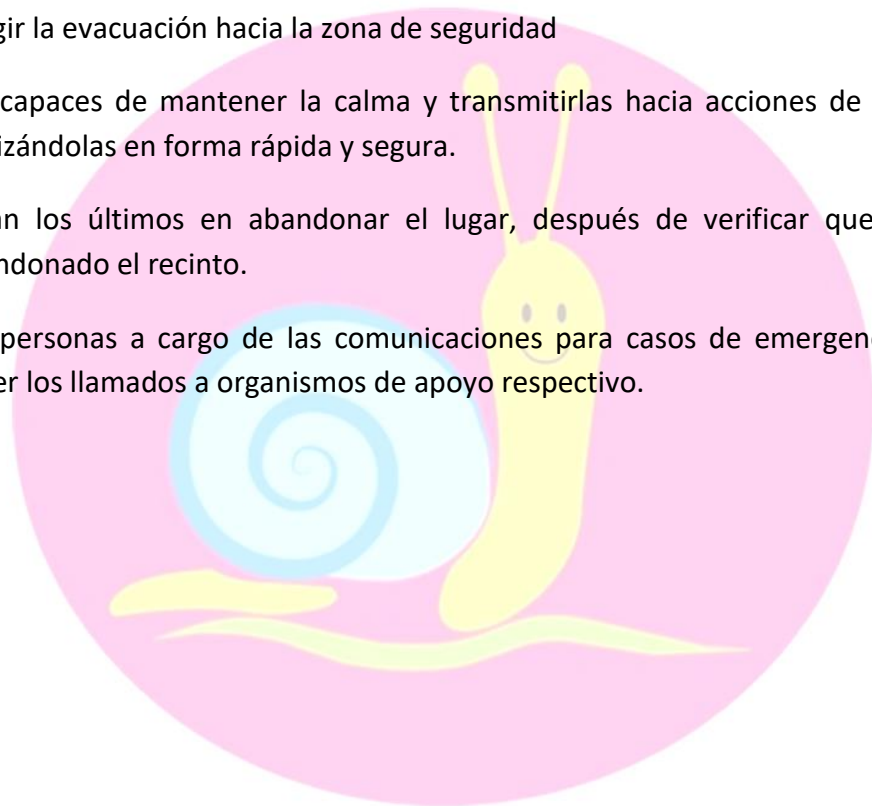 gir la evacuación hacia la zona de seguridad
capaces de mantener la calma y transmitirlas hacia acciones de
izándolas en forma rápida y segura.
an los últimos en abandonar el lugar, después de verificar que
ndonado el recinto.
personas a cargo de las comunicaciones para casos de emergen
er los llamados a organismos de apoyo respectivo.